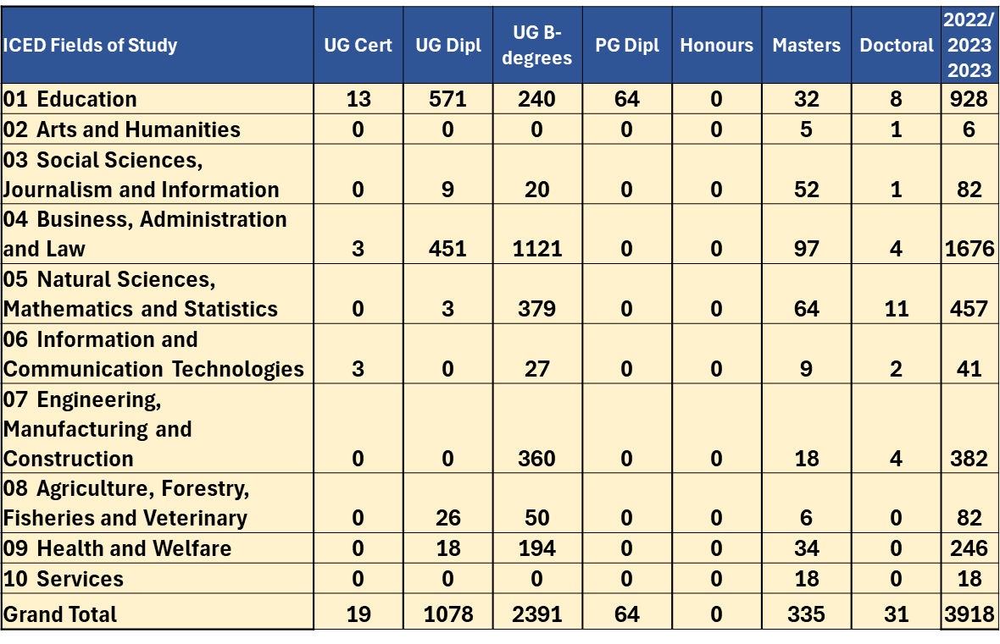 ICED Fields of Study UG Cert UG Dipl UG B-degrees PG Dipl Honours Masters Doctoral 2022/ 2023 2023
01 Education 13 571 240 64 0 32 8 928
02 Arts and Humanities 0 0 0 0 0 5 1 6
03 Social Sciences,
Journalism and Information 0 9 20 0 0 52 1 82
04 Business, Administration
and Law 3 451 1121 0 0 97 4 1676
05 Natural Sciences,
Mathematics and Statistics 0 3 379 0 0 64 11 457
06 Information and
Communication Technologies 3 0 27 0 0 9 2 41
07 Engineering,
Manufacturing and
Construction 0 0 360 0 0 18 4 382
08 Agriculture, Forestry,
Fisheries and Veterinary 0 26 50 0 0 6 0 82
09 Health and Welfare 0 18 194 0 0 34 0 246
10 Services 0 0 0 0 0 18 0 18
Grand Total 19 1078 2391 64 0 335 31 3918